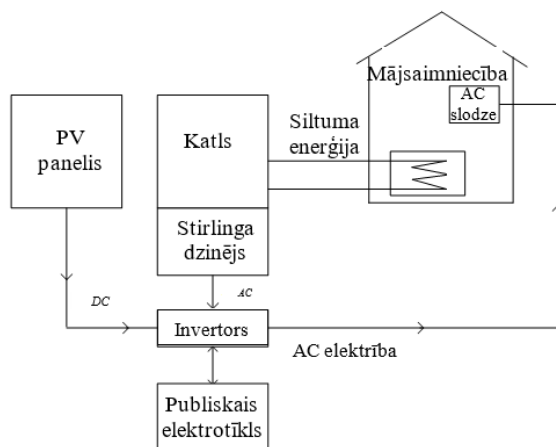 Mājsaimniecība
AC
slodze
PV
panelis
Katls
Siltuma
enerģija
Stirlinga
dzinējs
DC
AC
Invertors
AC elektrība
Publiskais
elektrotīkls